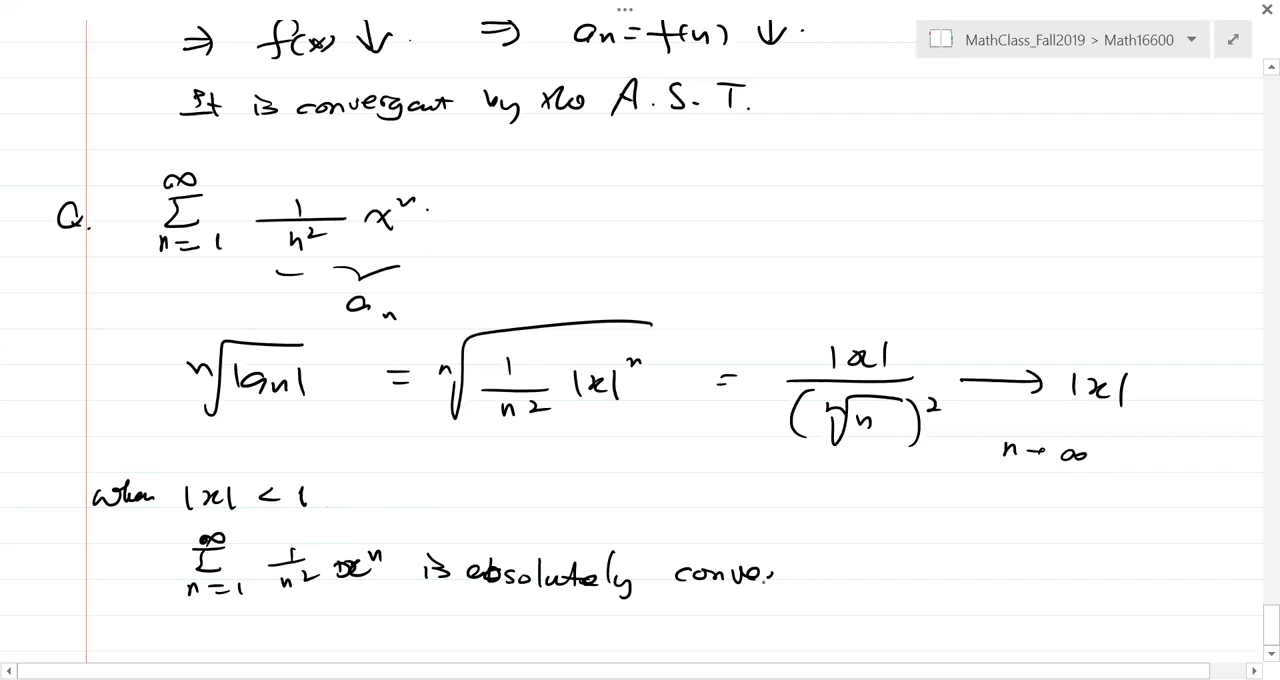 ⇒ f(x) ↓. ⇒ aₙ = f(n) ↓.
MathClass_Fall2019 > Math16600
It is convergent by the A.S.T.
Q. ∑_{n=1}^{∞} 1/n² xⁿ.
aₙ
ⁿ√|aₙ| = ⁿ√(1/n² |x|ⁿ) = |x|/(ⁿ√n)² ⟶ |x|
n → ∞
when |x| < 1
∑_{n=1}^{∞} 1/n² xⁿ is absolutely conve